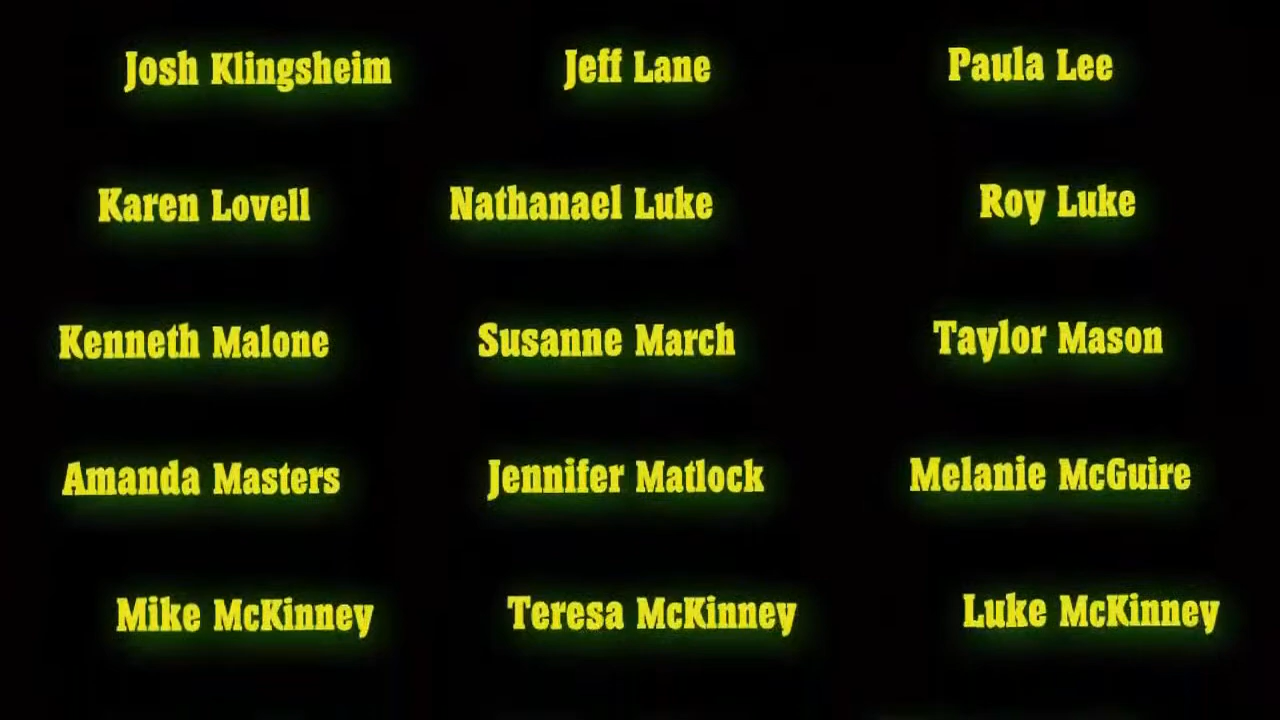 Josh Klingsheim Jeff Lane Paula Lee
Karen Lovell Nathanael Luke Roy Luke
Kenneth Malone Susanne March Taylor Mason
Amanda Masters Jennifer Matlock Melanie McGuire
Mike McKinney Teresa McKinney Luke McKinney